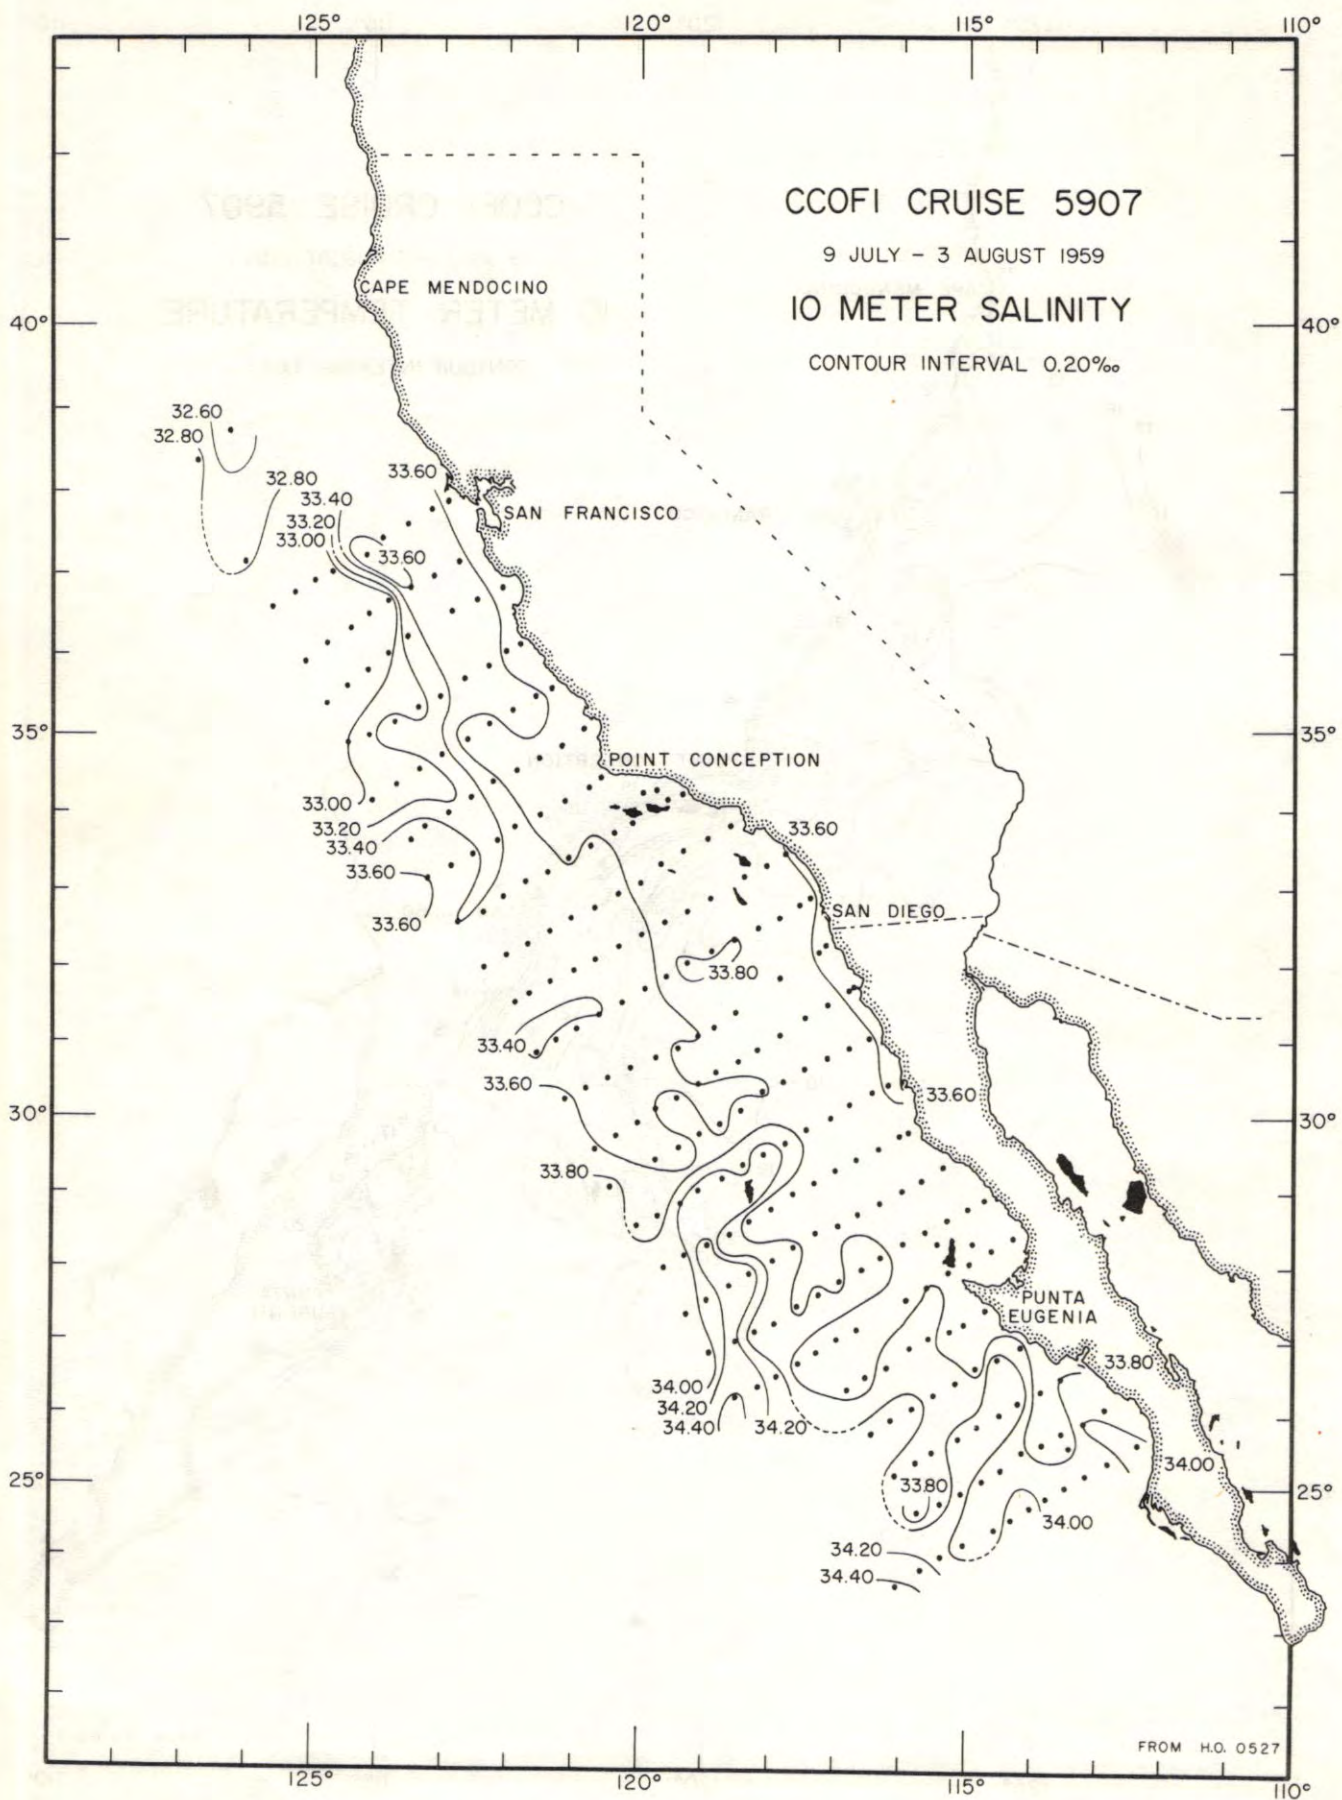 125° 120° 115° 110°
CCOFI CRUISE 5907
9 JULY – 3 AUGUST 1959
10 METER SALINITY
CONTOUR INTERVAL 0.20‰
CAPE MENDOCINO
40° 40°
32.60
32.80
32.80
33.40
33.20
33.00
33.60
33.60
SAN FRANCISCO
35° 35°
POINT CONCEPTION
33.00
33.20
33.40
33.60
33.60
33.60
SAN DIEGO
33.80
33.40
33.60
33.60
30° 30°
33.80
PUNTA
EUGENIA
33.80
34.00
34.20
34.40
34.20
34.00
25° 25°
33.80
34.00
34.20
34.40
FROM H.O. 0527
125° 120° 115° 110°